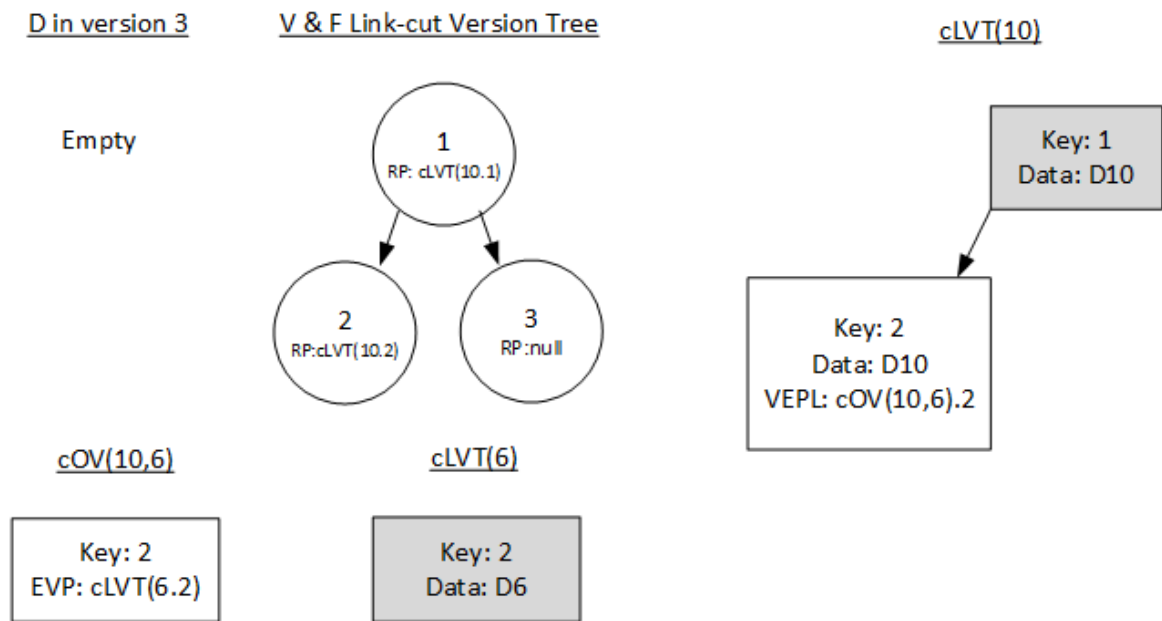 D in version 3
V & F Link-cut Version Tree
cLVT(10)
Empty
1
RP: cLVT(10.1)
Key: 1
Data: D10
2
RP:cLVT(10.2)
3
RP:null
Key: 2
Data: D10
VEPL: cOV(10,6).2
cOV(10,6)
cLVT(6)
Key: 2
EVP: cLVT(6.2)
Key: 2
Data: D6